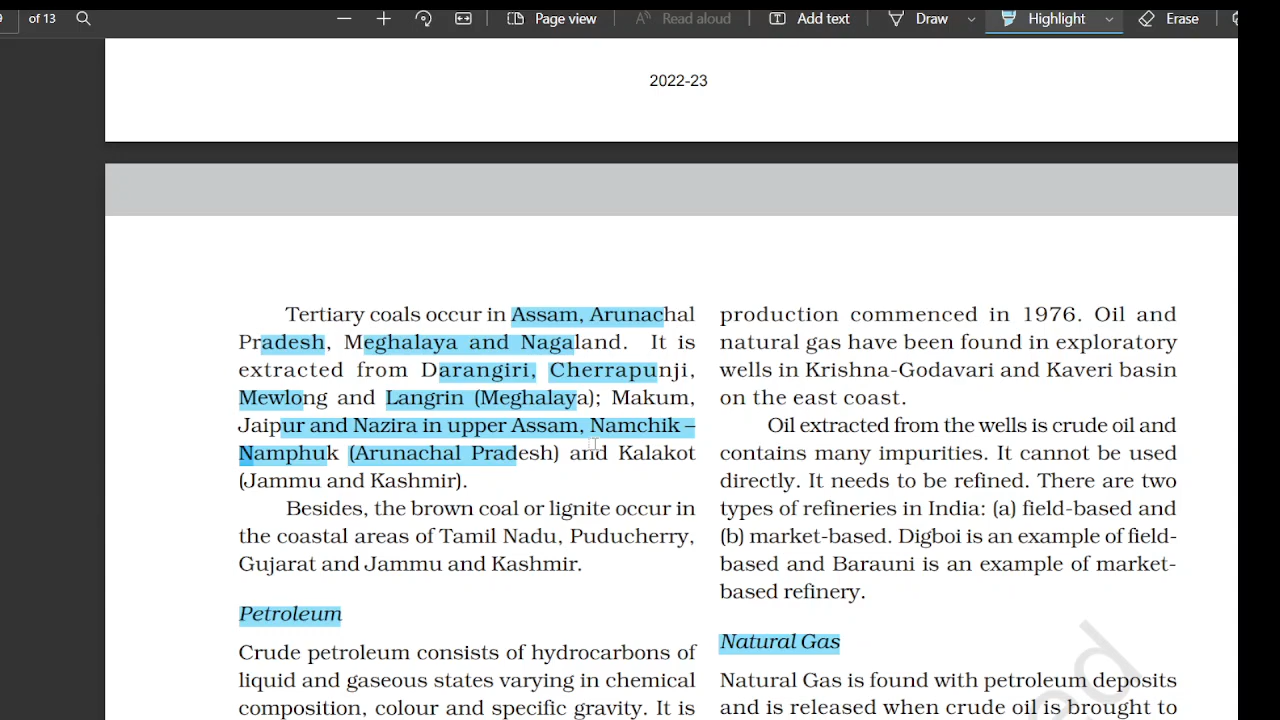 of 13
Page view
Read aloud
Add text
Draw
Highlight
Erase
2022-23
Tertiary coals occur in Assam, Arunachal
Pradesh, Meghalaya and Nagaland. It is
extracted from Darangiri, Cherrapunji,
Mewlong and Langrin (Meghalaya); Makum,
Jaipur and Nazira in upper Assam, Namchik –
Namphuk (Arunachal Pradesh) and Kalakot
(Jammu and Kashmir).
Besides, the brown coal or lignite occur in
the coastal areas of Tamil Nadu, Puducherry,
Gujarat and Jammu and Kashmir.
Petroleum
Crude petroleum consists of hydrocarbons of
liquid and gaseous states varying in chemical
composition, colour and specific gravity. It is
production commenced in 1976. Oil and
natural gas have been found in exploratory
wells in Krishna-Godavari and Kaveri basin
on the east coast.
Oil extracted from the wells is crude oil and
contains many impurities. It cannot be used
directly. It needs to be refined. There are two
types of refineries in India: (a) field-based and
(b) market-based. Digboi is an example of field-
based and Barauni is an example of market-
based refinery.
Natural Gas
Natural Gas is found with petroleum deposits
and is released when crude oil is brought to